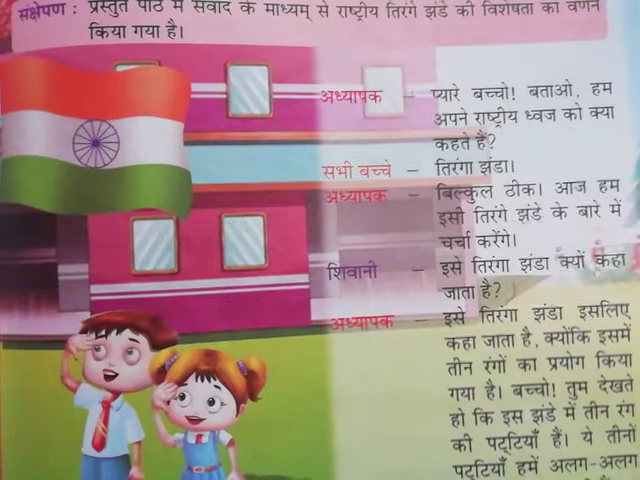 संक्षेपण : प्रस्तुत पाठ में संवाद के माध्यम् से राष्ट्रीय तिरंगे झंडे की विशेषता का वर्णन
किया गया है।
अध्यापक – प्यारे बच्चो! बताओ, हम
अपने राष्ट्रीय ध्वज को क्या
कहते हैं?
सभी बच्चे – तिरंगा झंडा।
अध्यापक – बिल्कुल ठीक। आज हम
इसी तिरंगे झंडे के बारे में
चर्चा करेंगे।
शिवानी – इसे तिरंगा झंडा क्यों कहा
जाता है?
अध्यापक – इसे तिरंगा झंडा इसलिए
कहा जाता है, क्योंकि इसमें
तीन रंगों का प्रयोग किया
गया है। बच्चो! तुम देखते
हो कि इस झंडे में तीन रंग
की पट्टियाँ हैं। ये तीनों
पट्टियाँ हमें अलग-अलग